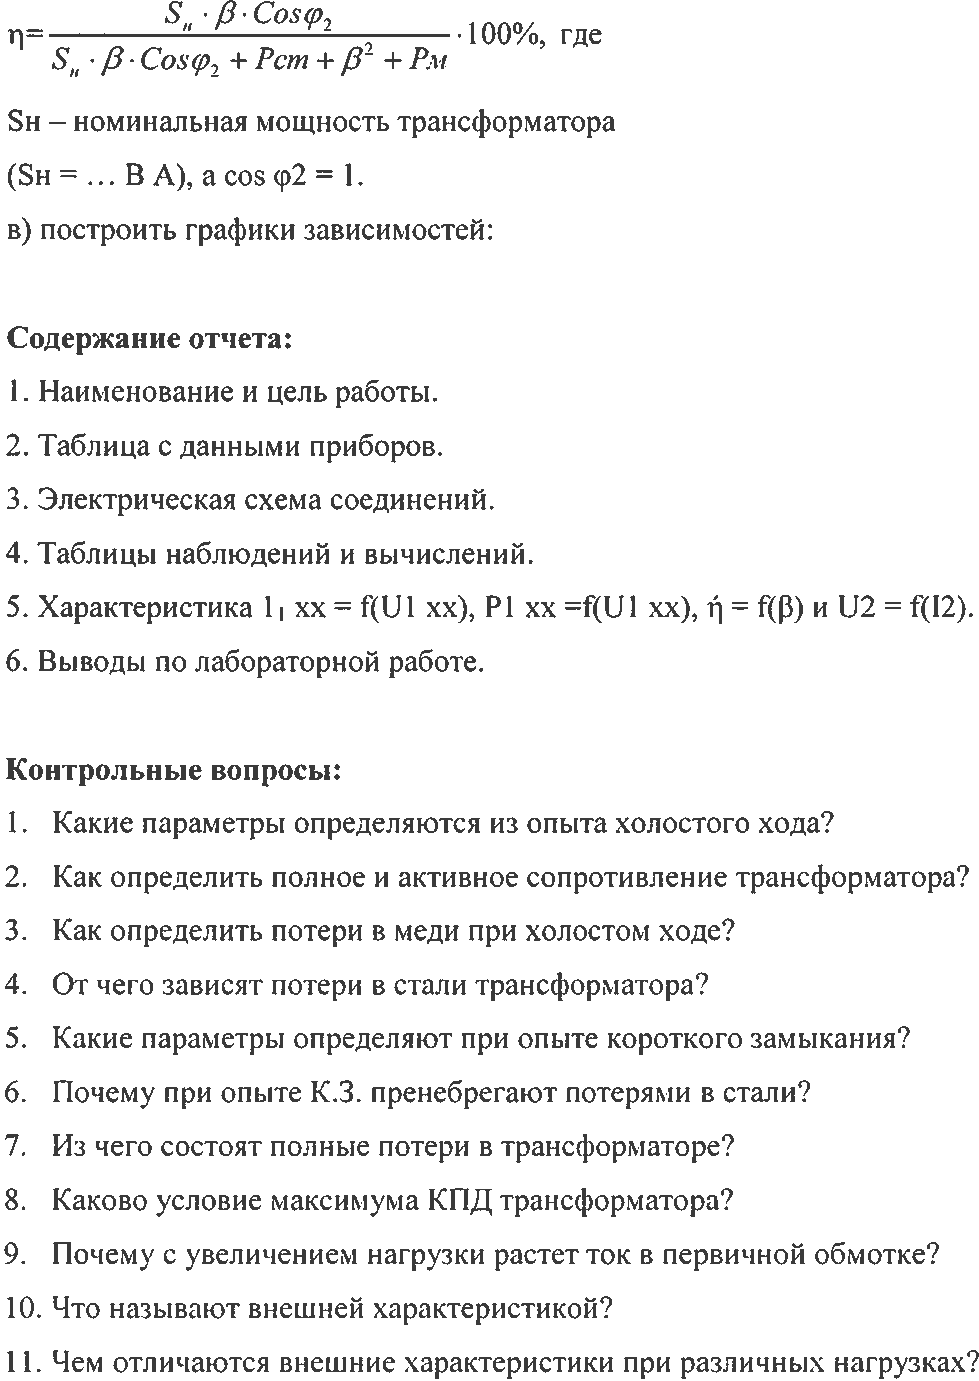 η= Sн · β · Cosφ2 / Sн · β · Cosφ2 + Pст + β² + Pм · 100%, где
Sн – номинальная мощность трансформатора
(Sн = … В А), а cos φ2 = 1.
в) построить графики зависимостей:
Содержание отчета:
1. Наименование и цель работы.
2. Таблица с данными приборов.
3. Электрическая схема соединений.
4. Таблицы наблюдений и вычислений.
5. Характеристика 1₁ хх = f(U1 хх), P1 хх =f(U1 хх), ή = f(β) и U2 = f(I2).
6. Выводы по лабораторной работе.
Контрольные вопросы:
1. Какие параметры определяются из опыта холостого хода?
2. Как определить полное и активное сопротивление трансформатора?
3. Как определить потери в меди при холостом ходе?
4. От чего зависят потери в стали трансформатора?
5. Какие параметры определяют при опыте короткого замыкания?
6. Почему при опыте К.З. пренебрегают потерями в стали?
7. Из чего состоят полные потери в трансформаторе?
8. Каково условие максимума КПД трансформатора?
9. Почему с увеличением нагрузки растет ток в первичной обмотке?
10. Что называют внешней характеристикой?
11. Чем отличаются внешние характеристики при различных нагрузках?